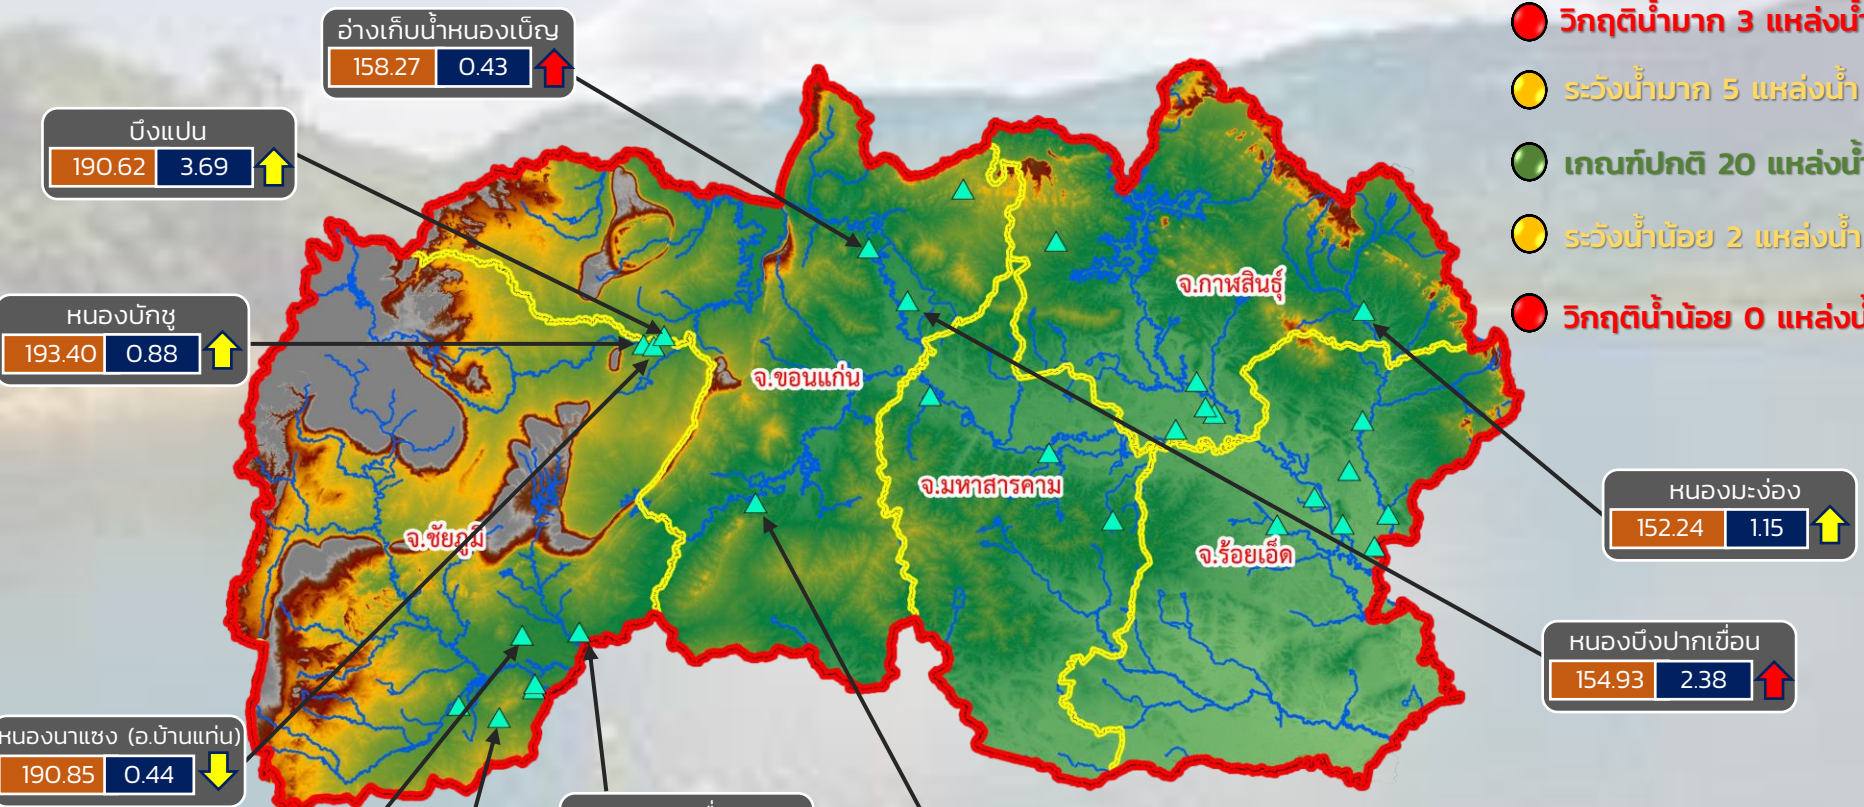 อ่างเก็บน้ำหนองเบ็ญ
158.27 0.43
บึงแปน
190.62 3.69
หนองบักชู
193.40 0.88
หนองนาแซง (อ.บ้านแท่น)
190.85 0.44
จ.ชัยภูมิ
จ.ขอนแก่น
จ.มหาสารคาม
จ.กาฬสินธุ์
จ.ร้อยเอ็ด
วิกฤติน้ำมาก 3 แหล่งน้ำ
ระวังน้ำมาก 5 แหล่งน้ำ
เกณฑ์ปกติ 20 แหล่งน้ำ
ระวังน้ำน้อย 2 แหล่งน้ำ
วิกฤติน้ำน้อย 0 แหล่งน้ำ
หนองมะง่อง
152.24 1.15
หนองบึงปากเขื่อน
154.93 2.38